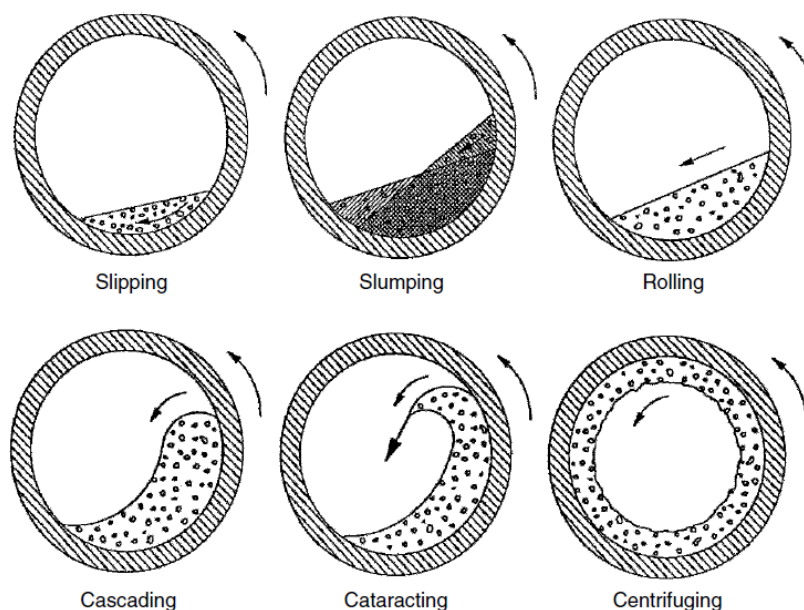 Slipping
Slumping
Rolling
Cascading
Cataracting
Centrifuging